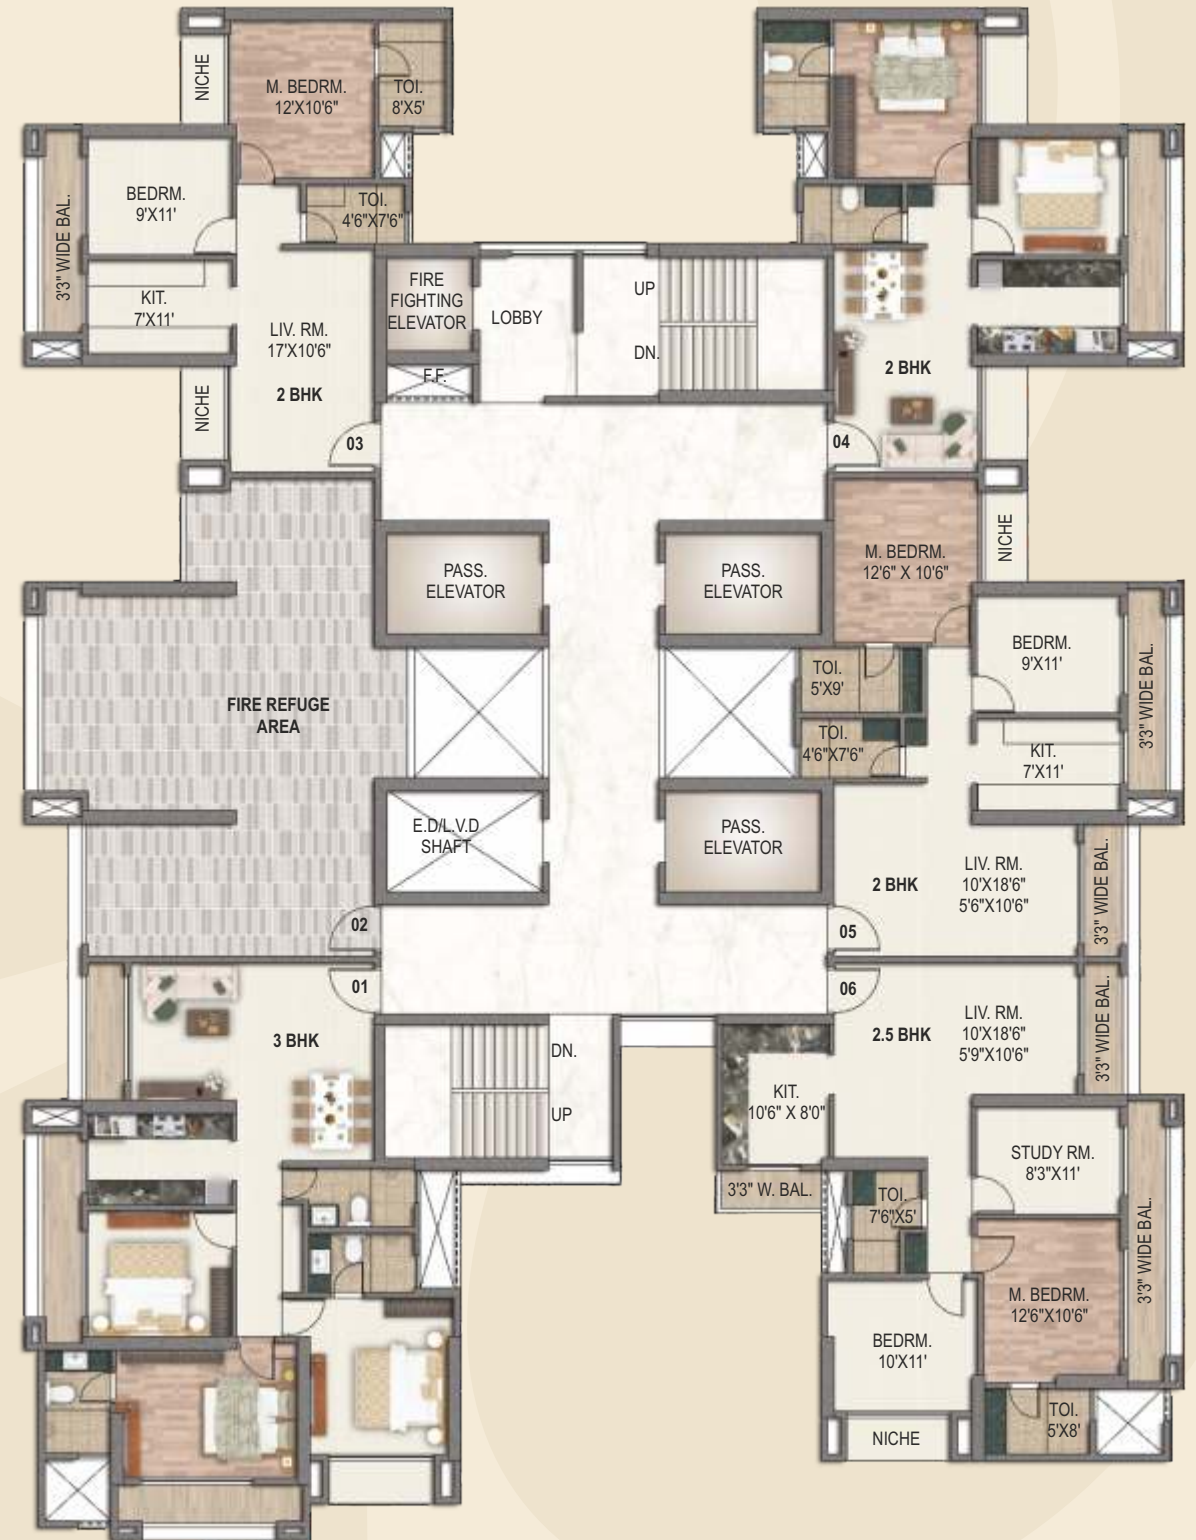 NICHE
M. BEDRM.
12'X10'6"
TOI.
8'X5'
3'3" WIDE BAL.
BEDRM.
9'X11'
TOI.
4'6"X7'6"
KIT.
7'X11'
LIV. RM.
17'X10'6"
2 BHK
NICHE
03
FIRE
FIGHTING
ELEVATOR
F.F.
LOBBY
UP
DN.
2 BHK
04
PASS.
ELEVATOR
PASS.
ELEVATOR
M. BEDRM.
12'6" X 10'6"
NICHE
BEDRM.
9'X11'
3'3" WIDE BAL.
TOI.
5'X9'
TOI.
4'6"X7'6"
KIT.
7'X11'
FIRE REFUGE
AREA
E.D/L.V.D
SHAFT
PASS.
ELEVATOR
2 BHK
LIV. RM.
10'X18'6"
5'6"X10'6"
3'3" WIDE BAL.
02
05
01
06
3 BHK
2.5 BHK
LIV. RM.
10'X18'6"
5'9"X10'6"
3'3" WIDE BAL.
DN.
UP
KIT.
10'6" X 8'0"
3'3" W. BAL.
TOI.
7'6"X5'
STUDY RM.
8'3"X11'
3'3" WIDE BAL.
M. BEDRM.
12'6"X10'6"
BEDRM.
10'X11'
TOI.
5'X8'
NICHE